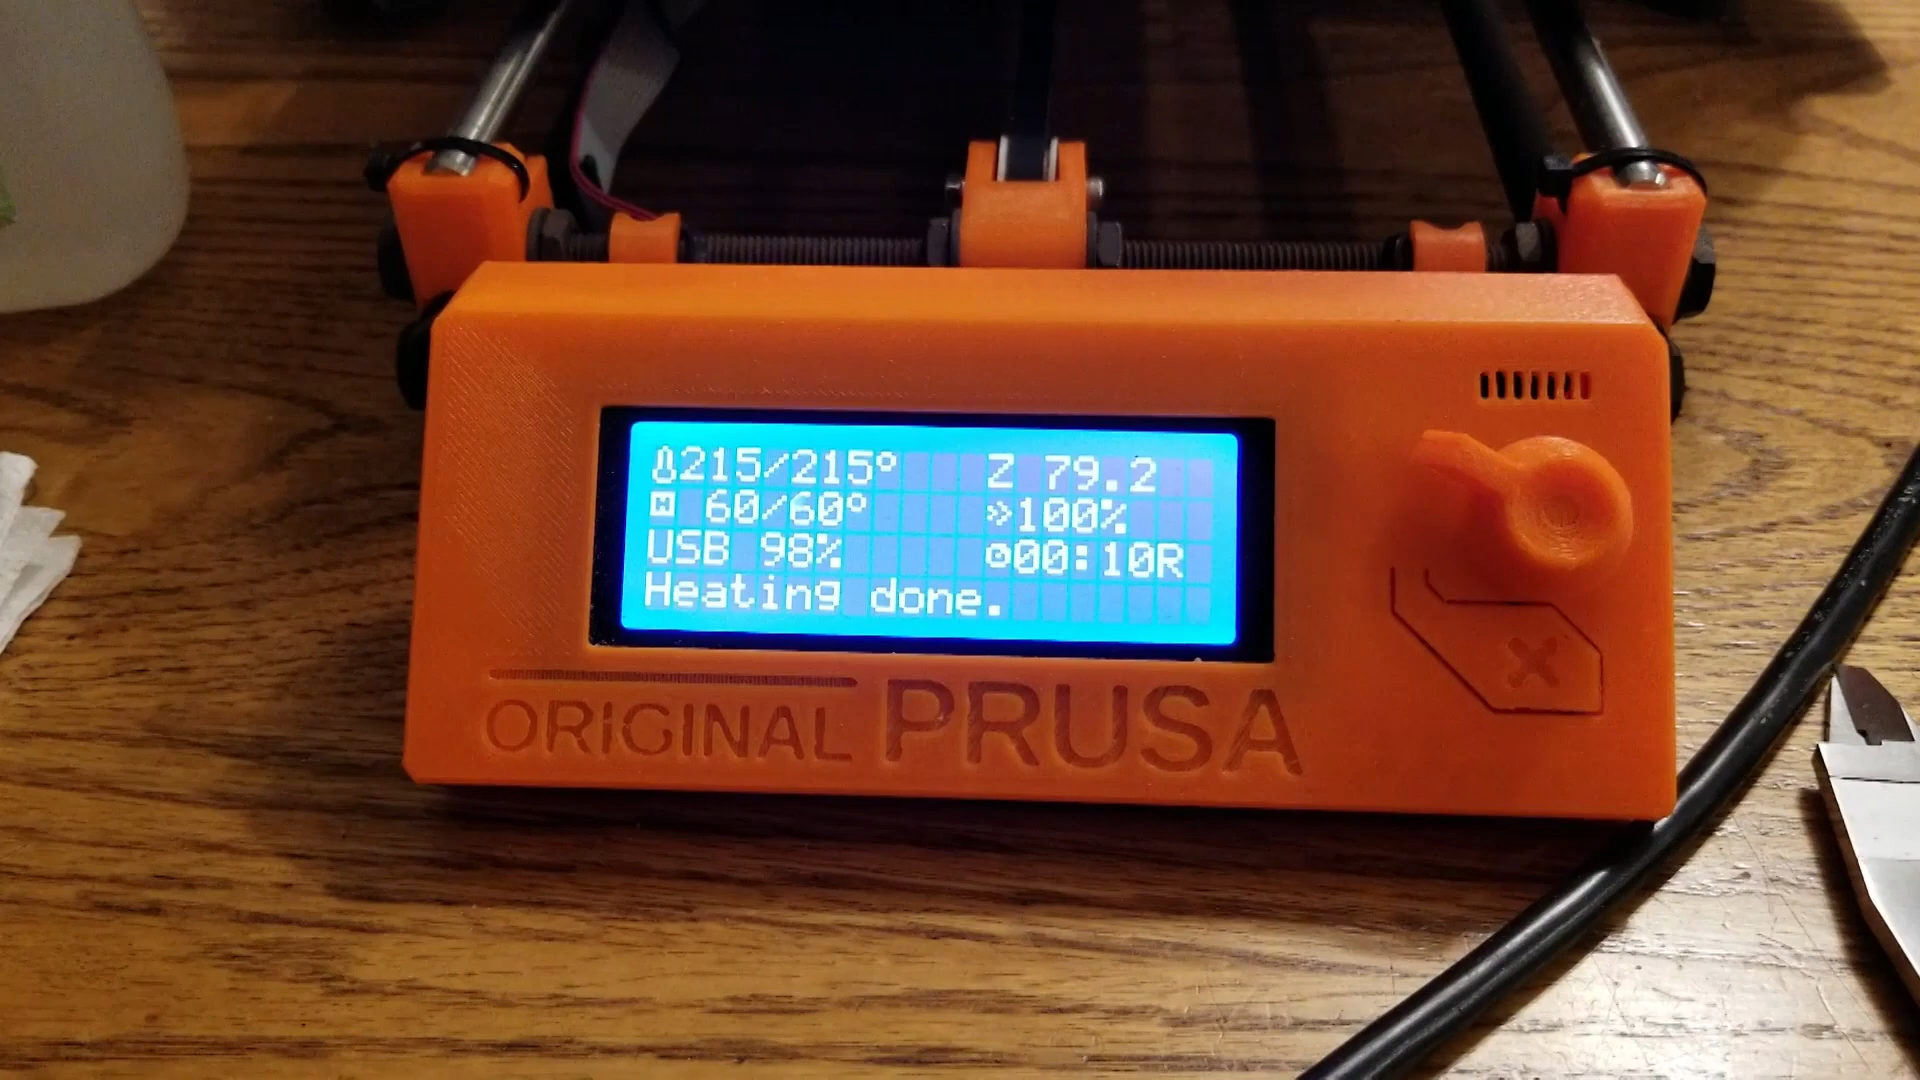 215/215° Z 79.2
60/60° »100%
USB 98% 00:10R
Heating done.
ORIGINAL PRUSA